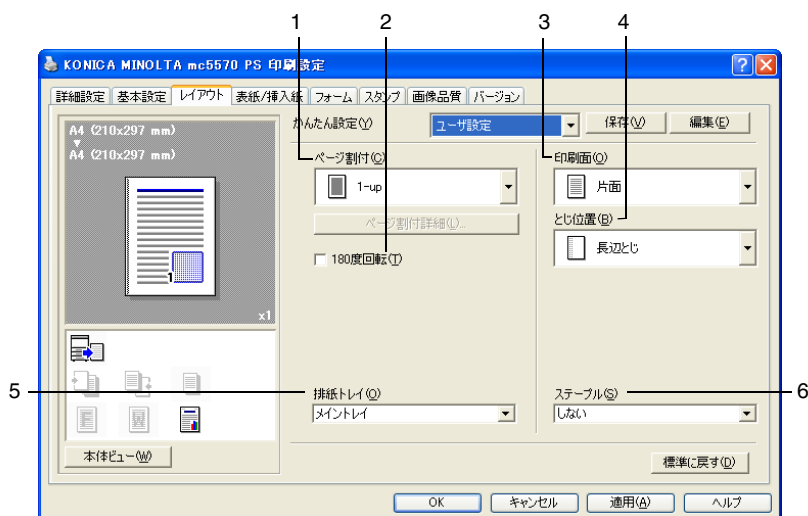 1 2 3 4
KONICA MINOLTA mc5570 PS 印刷設定
詳細設定 基本設定 レイアウト 表紙/挿入紙 フォーム スタンプ 画像品質 バージョン
A4 (210x297 mm)
A4 (210x297 mm)
1
x1
かんたん設定(Y) ユーザ設定 保存(V) 編集(E)
ページ割付(C)
1-up
ページ割付詳細(L)...
180度回転(T)
印刷面(O)
片面
とじ位置(B)
長辺とじ
5
排紙トレイ(O)
メイントレイ
ステープル(S)
しない
6
本体ビュー(W)
標準に戻す(D)
OK キャンセル 適用(A) ヘルプ